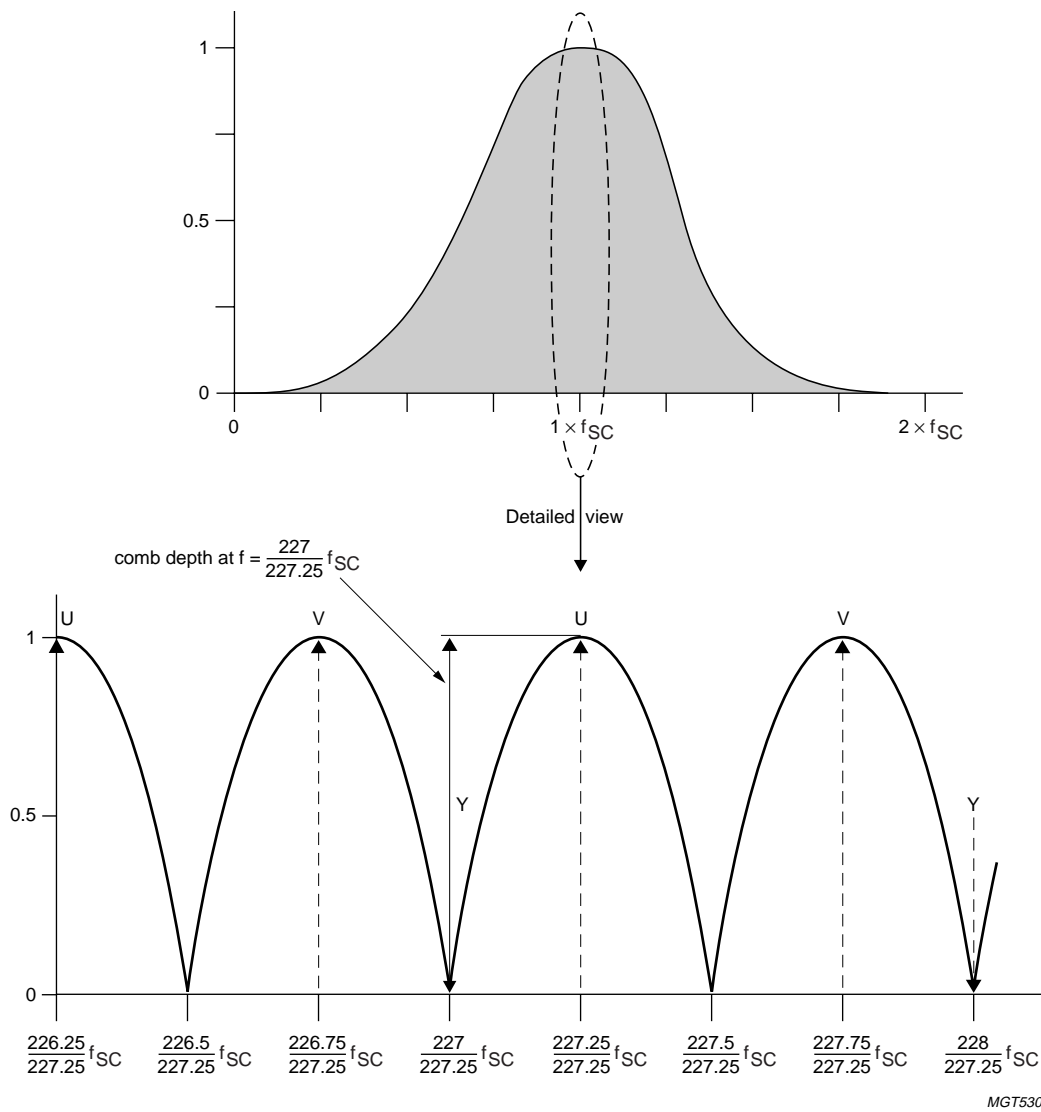 1
0.5
0
0
1 × fSC
2 × fSC
Detailed view
comb depth at f = 227/227.25 fSC
U
V
U
V
1
Y
Y
0.5
0
226.25/227.25 fSC
226.5/227.25 fSC
226.75/227.25 fSC
227/227.25 fSC
227.25/227.25 fSC
227.5/227.25 fSC
227.75/227.25 fSC
228/227.25 fSC
MGT530